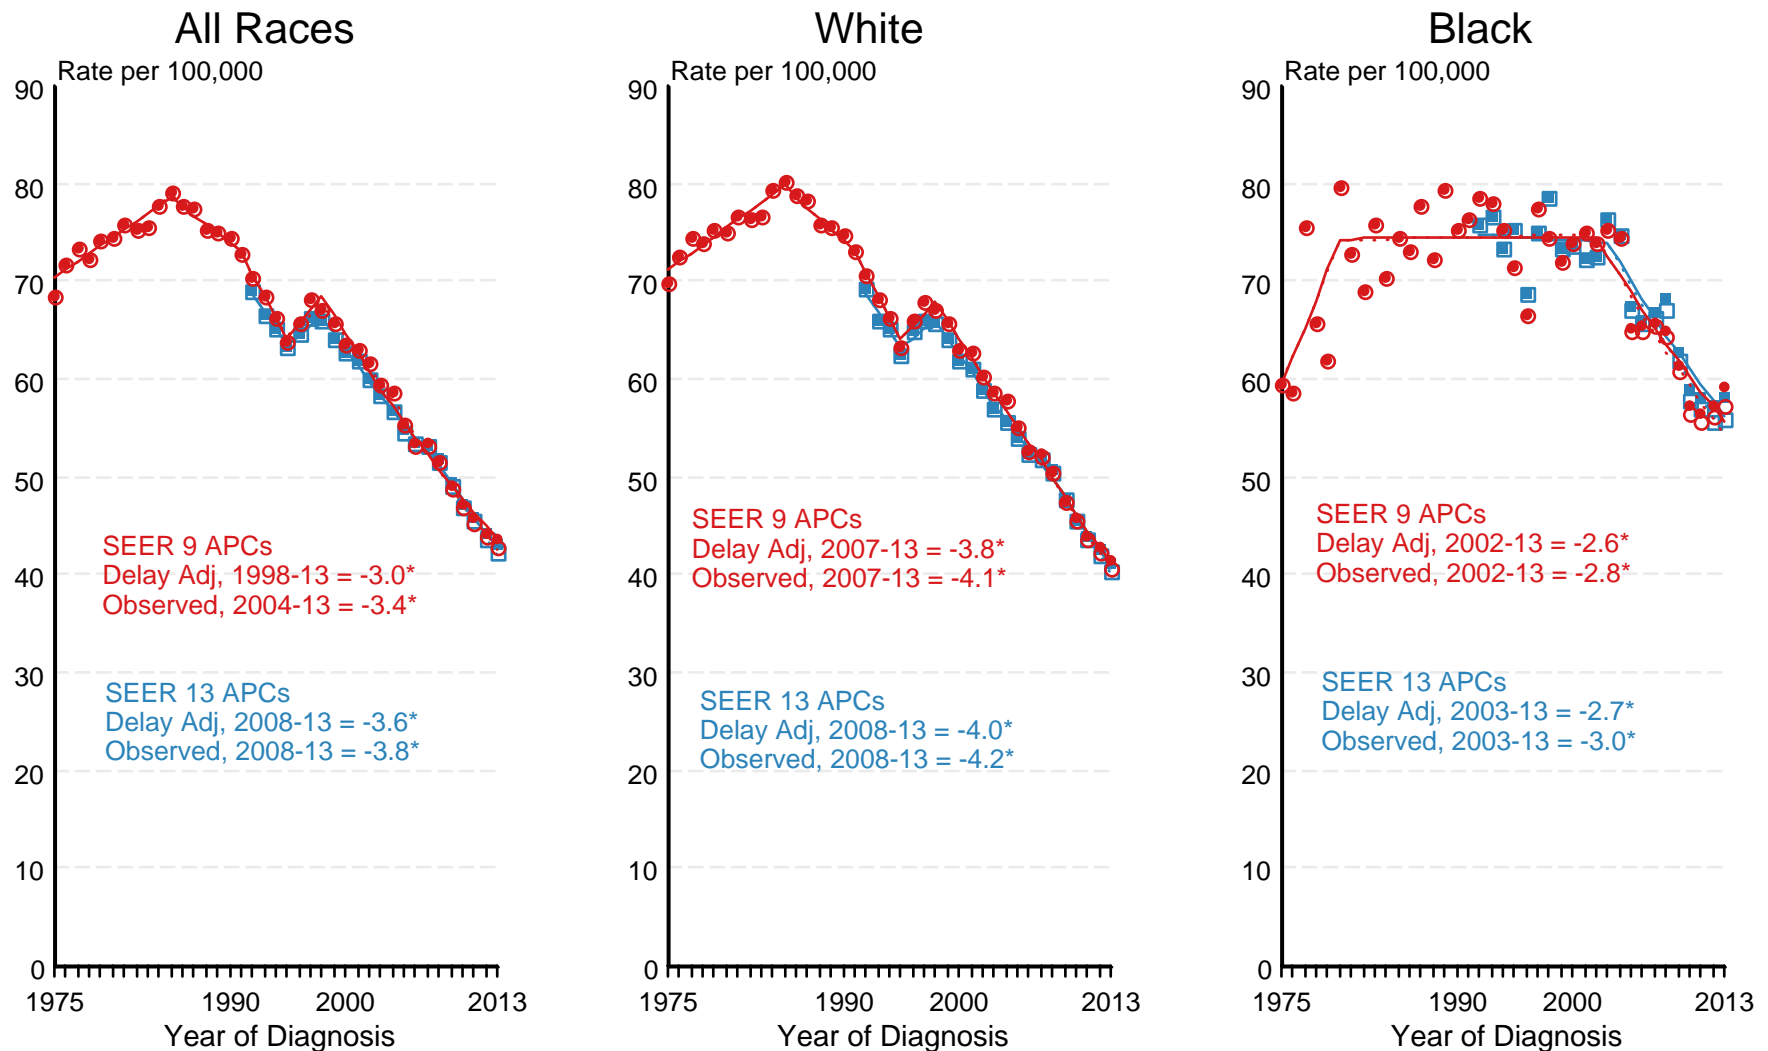 All Races
Rate per 100,000
90
80
70
60
50
40
30
20
10
0
SEER 9 APCs
Delay Adj, 1998-13 = -3.0*
Observed, 2004-13 = -3.4*
SEER 13 APCs
Delay Adj, 2008-13 = -3.6*
Observed, 2008-13 = -3.8*
1975 1990 2000 2013
Year of Diagnosis
White
Rate per 100,000
90
80
70
60
50
40
30
20
10
0
SEER 9 APCs
Delay Adj, 2007-13 = -3.8*
Observed, 2007-13 = -4.1*
SEER 13 APCs
Delay Adj, 2008-13 = -4.0*
Observed, 2008-13 = -4.2*
1975 1990 2000 2013
Year of Diagnosis
Black
Rate per 100,000
90
80
70
60
50
40
30
20
10
0
SEER 9 APCs
Delay Adj, 2002-13 = -2.6*
Observed, 2002-13 = -2.8*
SEER 13 APCs
Delay Adj, 2003-13 = -2.7*
Observed, 2003-13 = -3.0*
1975 1990 2000 2013
Year of Diagnosis